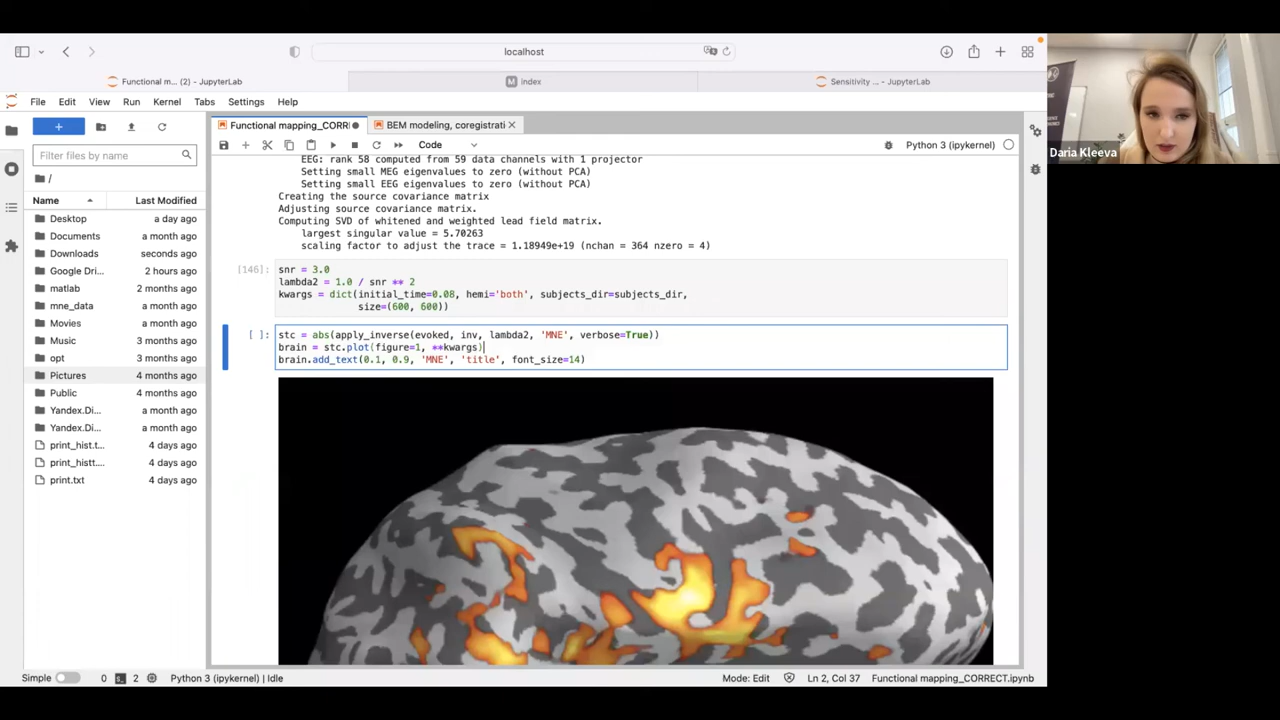 localhost
Functional m... (2) - JupyterLab
Index
Sensitivity ... - JupyterLab
File Edit View Run Kernel Tabs Settings Help
Functional mapping_CORR
BEM modeling, coregistrati
Code
Python 3 (ipykernel)
Filter files by name
/
Name Last Modified
Desktop a day ago
Documents a month ago
Downloads seconds ago
Google Dri... 2 hours ago
matlab 2 months ago
mne_data a month ago
Movies a month ago
Music a month ago
opt a month ago
Pictures 4 months ago
Public 4 months ago
Yandex.Di... a month ago
Yandex.Di... a month ago
print_hist.t... 4 days ago
print_histt.... 4 days ago
print.txt 4 days ago
EEG: rank 58 computed from 59 data channels with 1 projector
Setting small MEG eigenvalues to zero (without PCA)
Setting small EEG eigenvalues to zero (without PCA)
Creating the source covariance matrix
Adjusting source covariance matrix.
Computing SVD of whitened and weighted lead field matrix.
largest singular value = 5.70263
scaling factor to adjust the trace = 1.18949e+19 (nchan = 364 nzero = 4)
[146]: snr = 3.0
lambda2 = 1.0 / snr ** 2
kwargs = dict(initial_time=0.08, hemi='both', subjects_dir=subjects_dir,
size=(600, 600))
[ ]: stc = abs(apply_inverse(evoked, inv, lambda2, 'MNE', verbose=True))
brain = stc.plot(figure=1, **kwargs)
brain.add_text(0.1, 0.9, 'MNE', 'title', font_size=14)
Daria Kleeva
Simple 0 2 Python 3 (ipykernel) | Idle
Mode: Edit Ln 2, Col 37 Functional mapping_CORRECT.ipynb